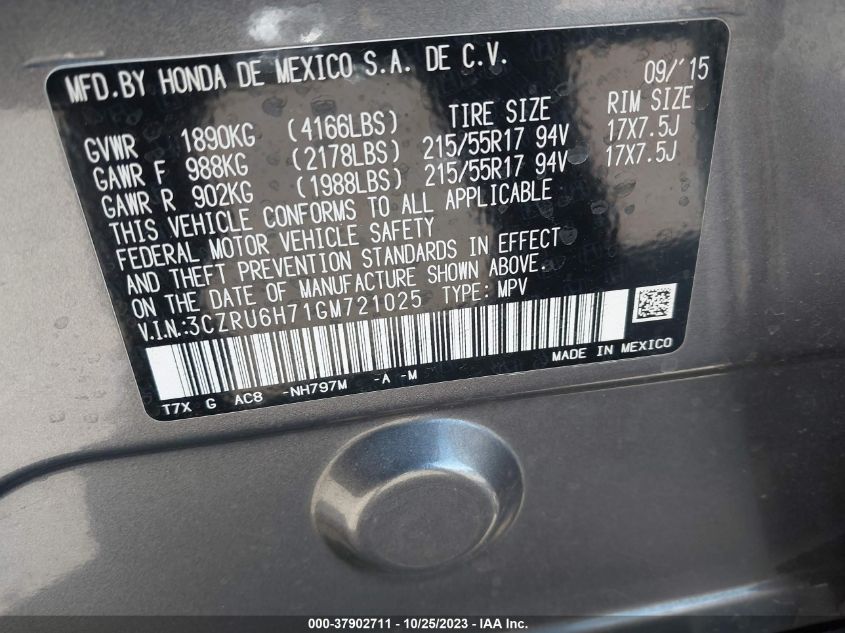 MFD.BY HONDA DE MEXICO S.A. DE C.V. 09/'15
TIRE SIZE RIM SIZE
GVWR 1890KG (4166LBS)
GAWR F 988KG (2178LBS) 215/55R17 94V 17X7.5J
GAWR R 902KG (1988LBS) 215/55R17 94V 17X7.5J
THIS VEHICLE CONFORMS TO ALL APPLICABLE
FEDERAL MOTOR VEHICLE SAFETY
AND THEFT PREVENTION STANDARDS IN EFFECT
ON THE DATE OF MANUFACTURE SHOWN ABOVE.
V.I.N.:3CZRU6H71GM721025 TYPE: MPV
MADE IN MEXICO
T7X G AC8 -NH797M -A -M
000-37902711 - 10/25/2023 - IAA Inc.